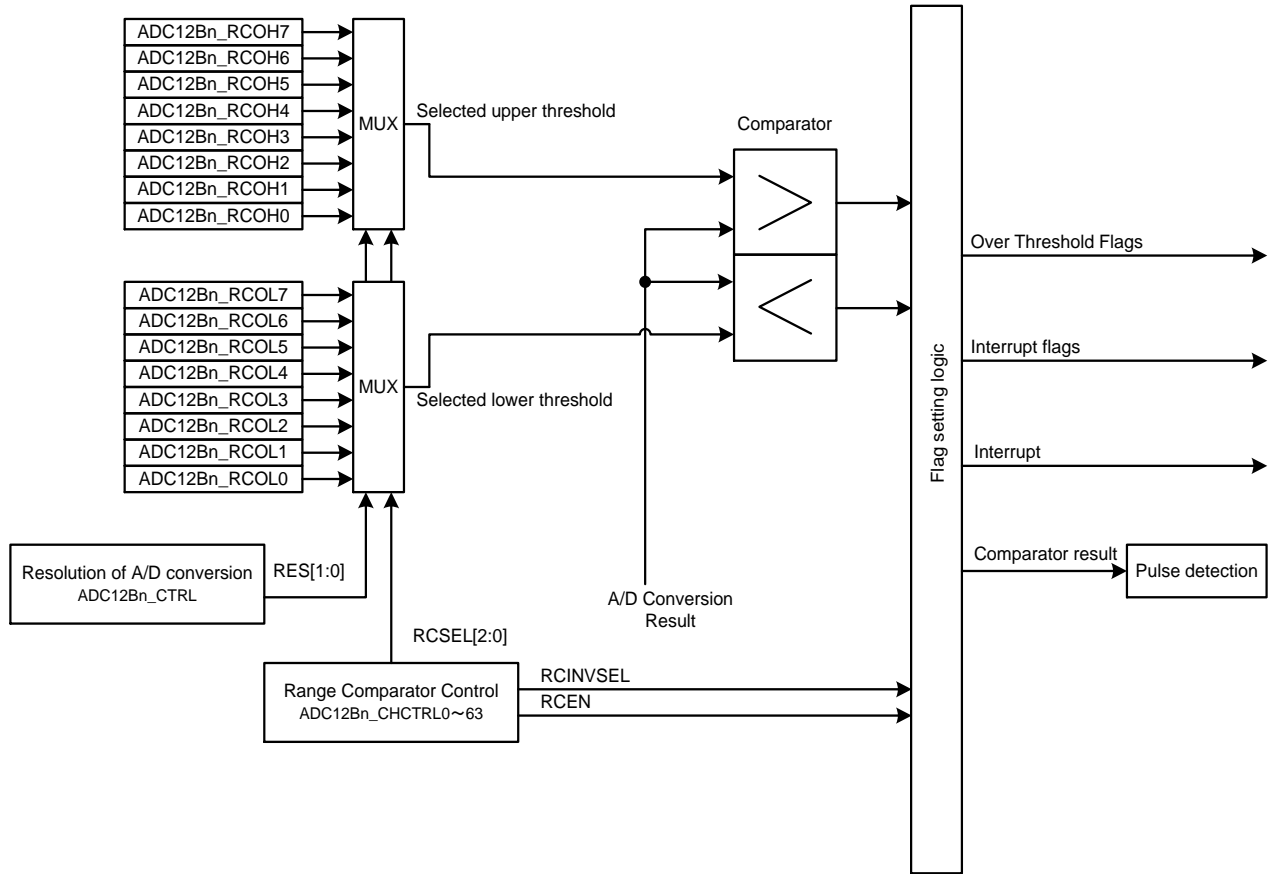 ADC12Bn_RCOH7
ADC12Bn_RCOH6
ADC12Bn_RCOH5
ADC12Bn_RCOH4
ADC12Bn_RCOH3
ADC12Bn_RCOH2
ADC12Bn_RCOH1
ADC12Bn_RCOH0
MUX
Selected upper threshold
Comparator
ADC12Bn_RCOL7
ADC12Bn_RCOL6
ADC12Bn_RCOL5
ADC12Bn_RCOL4
ADC12Bn_RCOL3
ADC12Bn_RCOL2
ADC12Bn_RCOL1
ADC12Bn_RCOL0
MUX
Selected lower threshold
Resolution of A/D conversion
ADC12Bn_CTRL
RES[1:0]
RCSEL[2:0]
A/D Conversion
Result
Range Comparator Control
ADC12Bn_CHCTRL0~63
RCINVSEL
RCEN
Flag setting logic
Over Threshold Flags
Interrupt flags
Interrupt
Comparator result
Pulse detection